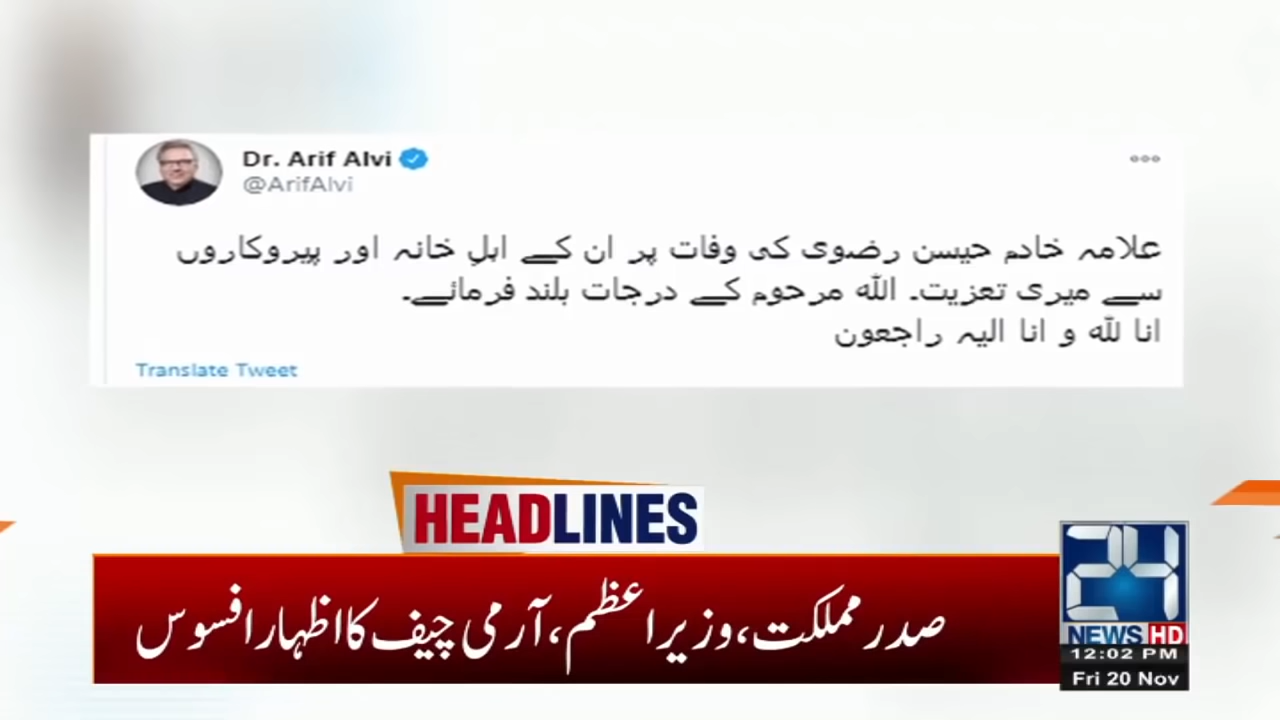 Dr. Arif Alvi
@ArifAlvi
علامہ خادم حیسن رضوی کی وفات پر ان کے اہلِ خانہ اور پیروکاروں
سے میری تعزیت۔ اللہ مرحوم کے درجات بلند فرمائے۔
انا للہ و انا الیہ راجعون
Translate Tweet
HEADLINES
صدر مملکت، وزیراعظم، آرمی چیف کا اظہار افسوس
24
NEWS HD
12:02 PM
Fri 20 Nov